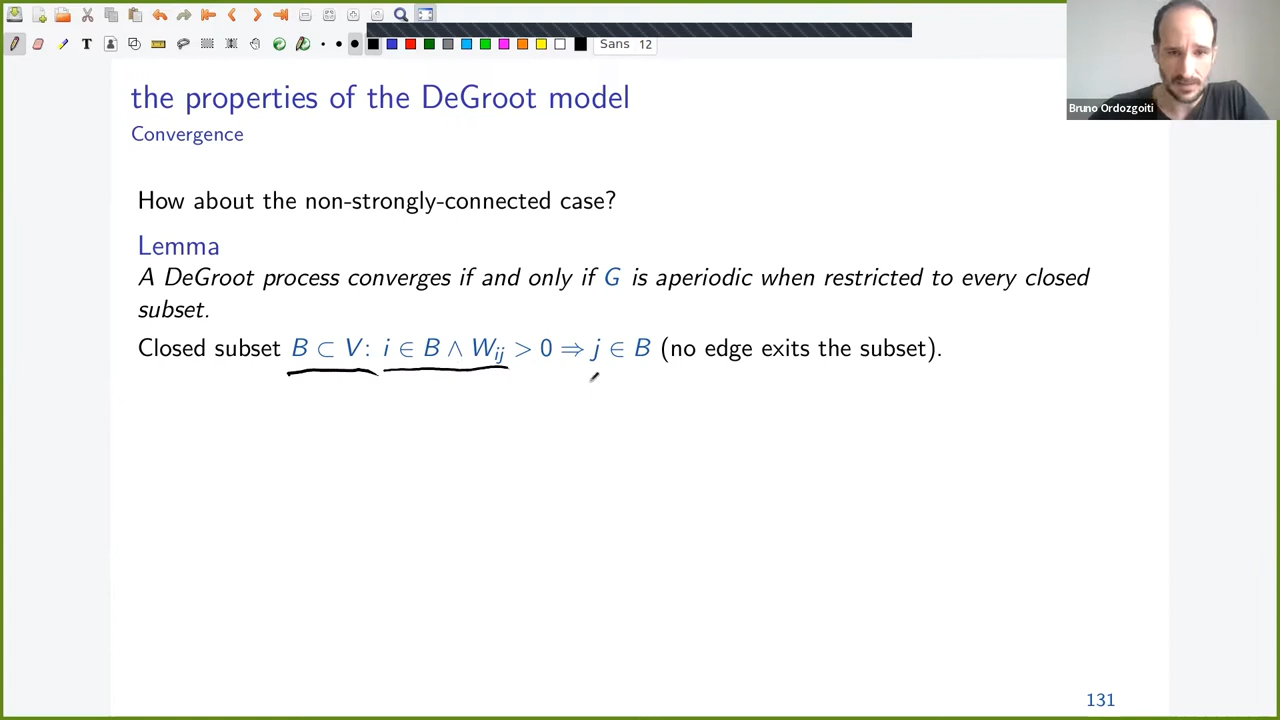 T
Sans 12
the properties of the DeGroot model
Bruno Ordozgoiti
Convergence
How about the non-strongly-connected case?
Lemma
A DeGroot process converges if and only if G is aperiodic when restricted to every closed
subset.
Closed subset B ⊂ V: i ∈ B ∧ W_{ij} > 0 ⇒ j ∈ B (no edge exits the subset).
131